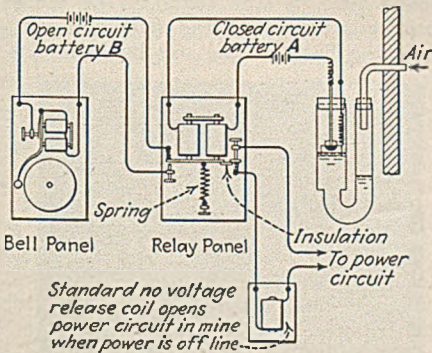 Open circuit
battery B
Closed circuit
battery A
Air
Spring
Insulation
Bell Panel
Relay Panel
To power
circuit
Standard no voltage
release coil opens
power circuit in mine
when power is off line